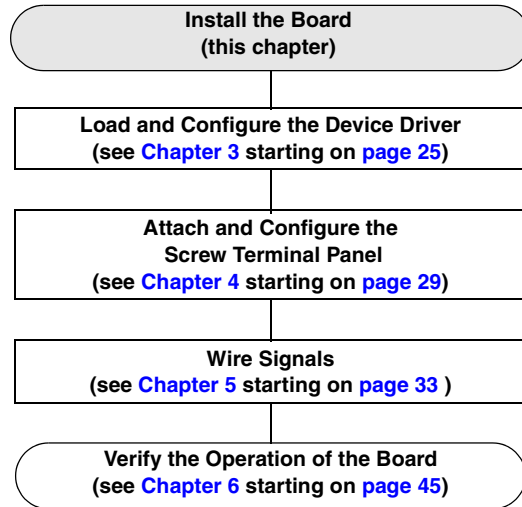 Install the Board
(this chapter)
Load and Configure the Device Driver
(see Chapter 3 starting on page 25)
Attach and Configure the
Screw Terminal Panel
(see Chapter 4 starting on page 29)
Wire Signals
(see Chapter 5 starting on page 33 )
Verify the Operation of the Board
(see Chapter 6 starting on page 45)